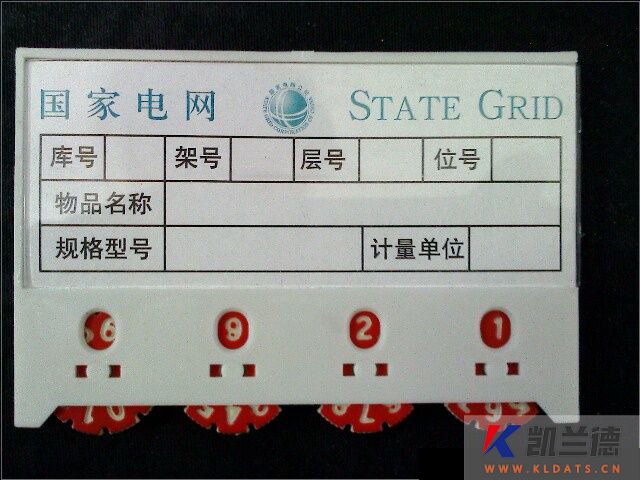 国家电网 STATE GRID
库号 架号 层号 位号
物品名称
规格型号 计量单位
9 2 1
凯兰德
WWW.KLDATS.CN